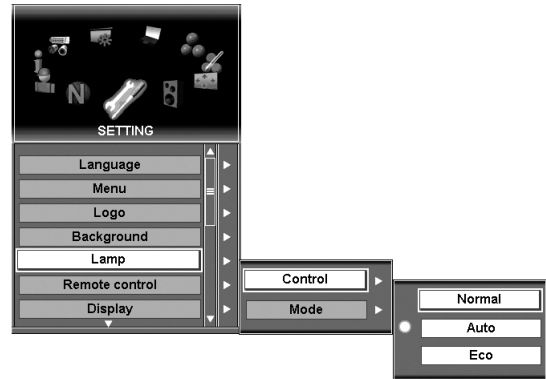 N
SETTING
Language
Menu
Logo
Background
Lamp
Remote control
Display
Control
Mode
Normal
Auto
Eco